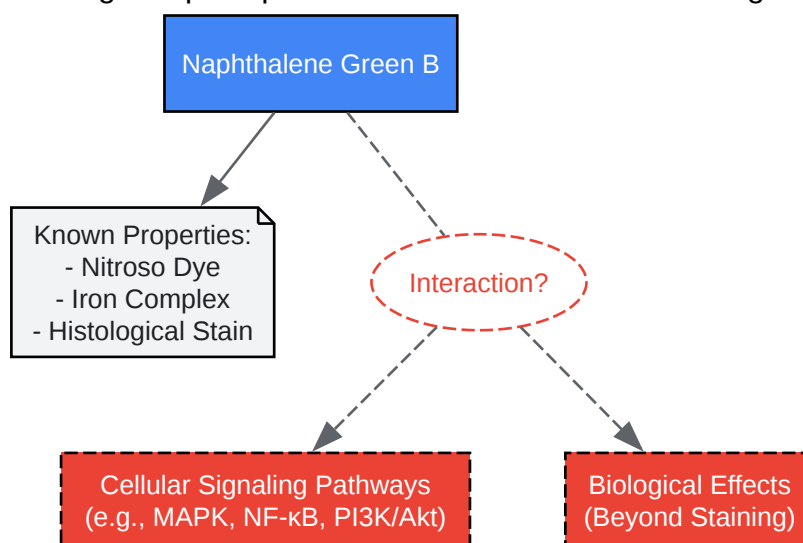 Naphthalene Green B
Known Properties:
- Nitroso Dye
- Iron Complex
- Histological Stain
Interaction?
Cellular Signaling Pathways
(e.g., MAPK, NF-κB, PI3K/Akt)
Biological Effects
(Beyond Staining)